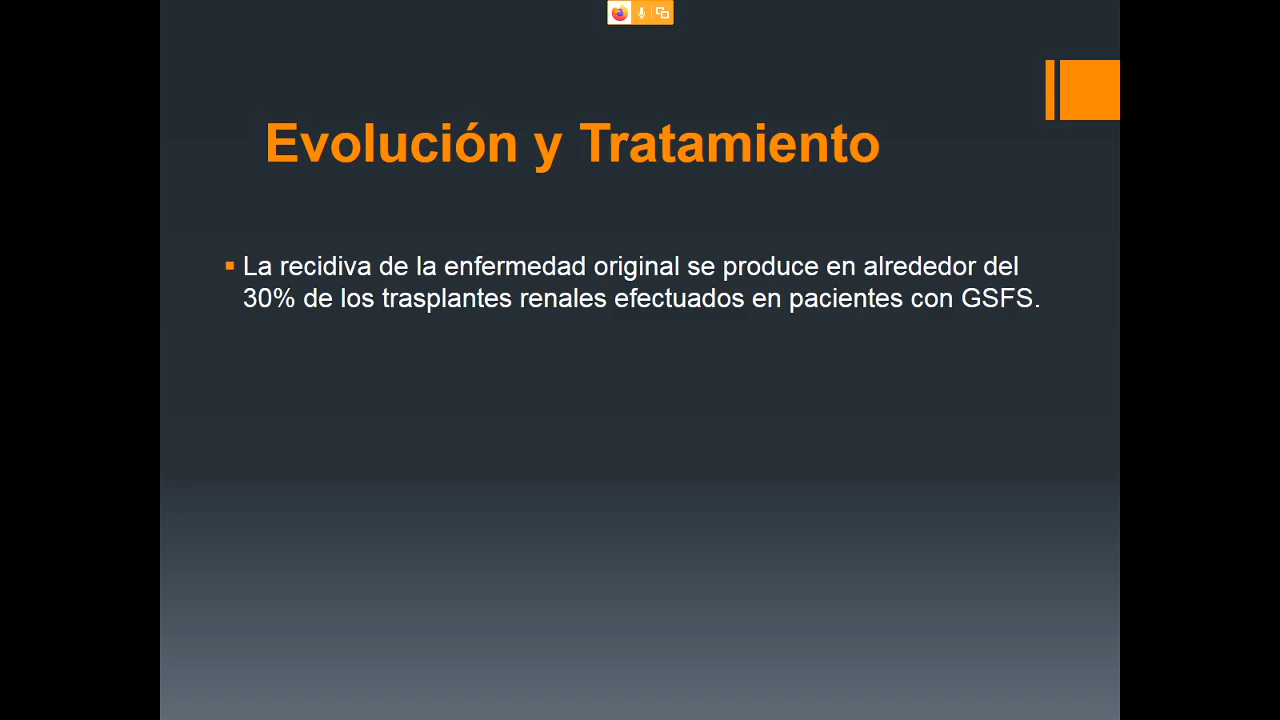 Evolución y Tratamiento
La recidiva de la enfermedad original se produce en alrededor del
30% de los trasplantes renales efectuados en pacientes con GSFS.